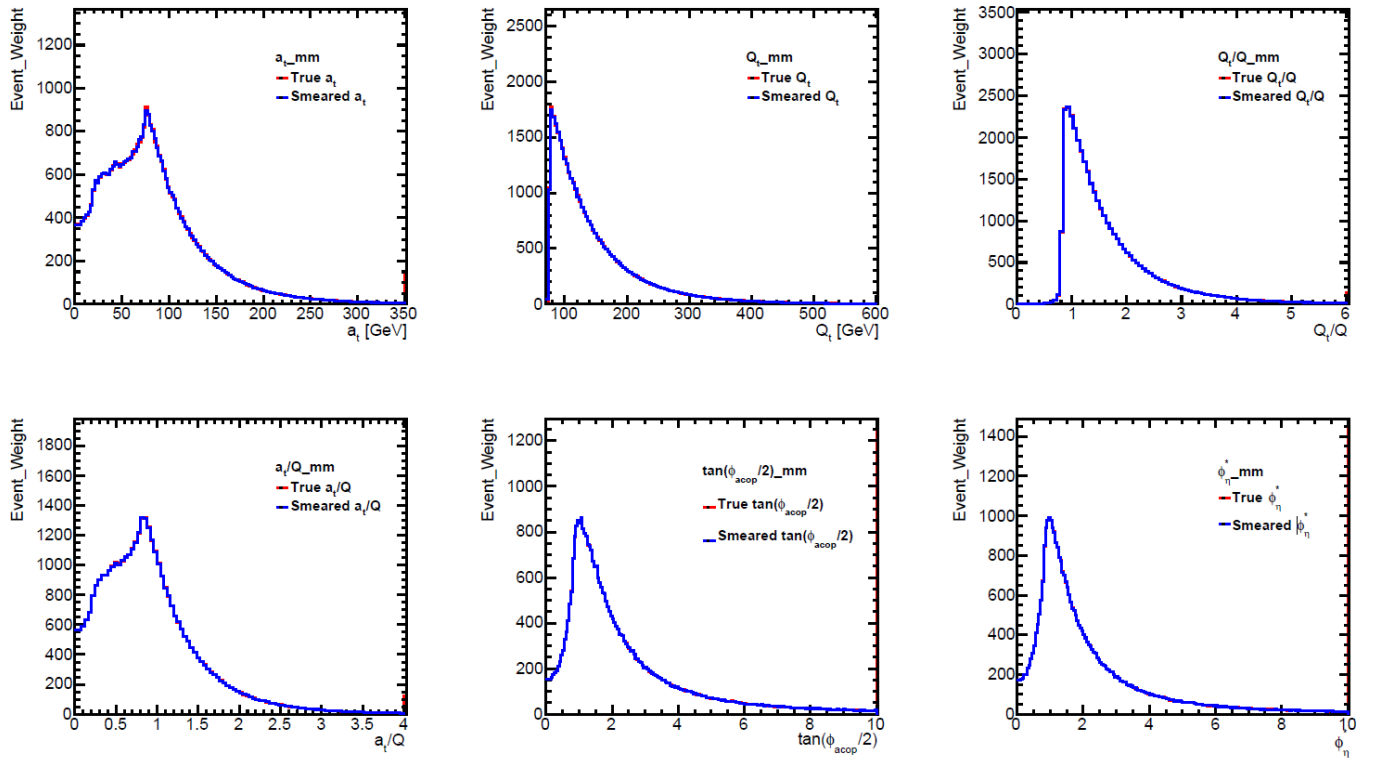 Event_Weight
1200
1000
800
600
400
200
0
a_t_mm
True a_t
Smeared a_t
0 50 100 150 200 250 300 350
a_t [GeV]
Event_Weight
2500
2000
1500
1000
500
0
Q_t_mm
True Q_t
Smeared Q_t
100 200 300 400 500 600
Q_t [GeV]
Event_Weight
3500
3000
2500
2000
1500
1000
500
0
Q_t/Q_mm
True Q_t/Q
Smeared Q_t/Q
0 1 2 3 4 5 6
Q_t/Q
Event_Weight
1800
1600
1400
1200
1000
800
600
400
200
0
a_t/Q_mm
True a_t/Q
Smeared a_t/Q
0 0.5 1 1.5 2 2.5 3 3.5 4
a_t/Q
Event_Weight
1200
1000
800
600
400
200
0
tan(ϕ_acop/2)_mm
True tan(ϕ_acop/2)
Smeared tan(ϕ_acop/2)
0 2 4 6 8 10
tan(ϕ_acop/2)
Event_Weight
1400
1200
1000
800
600
400
200
0
ϕ*_η_mm
True ϕ*_η
Smeared ϕ*_η
0 2 4 6 8 10
ϕ*_η